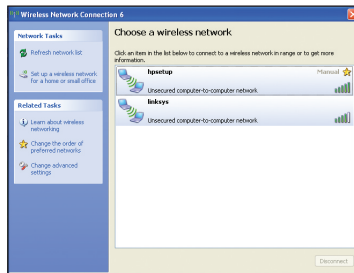 Wireless Network Connection 6
Network Tasks
Refresh network list
Set up a wireless network
for a home or small office
Related Tasks
Learn about wireless
networking
Change the order of
preferred networks
Change advanced
settings
Choose a wireless network
Click an item in the list below to connect to a wireless network in range or to get more
information.
hpsetup
Manual
Unsecured computer-to-computer network
linksys
Unsecured computer-to-computer network
Disconnect